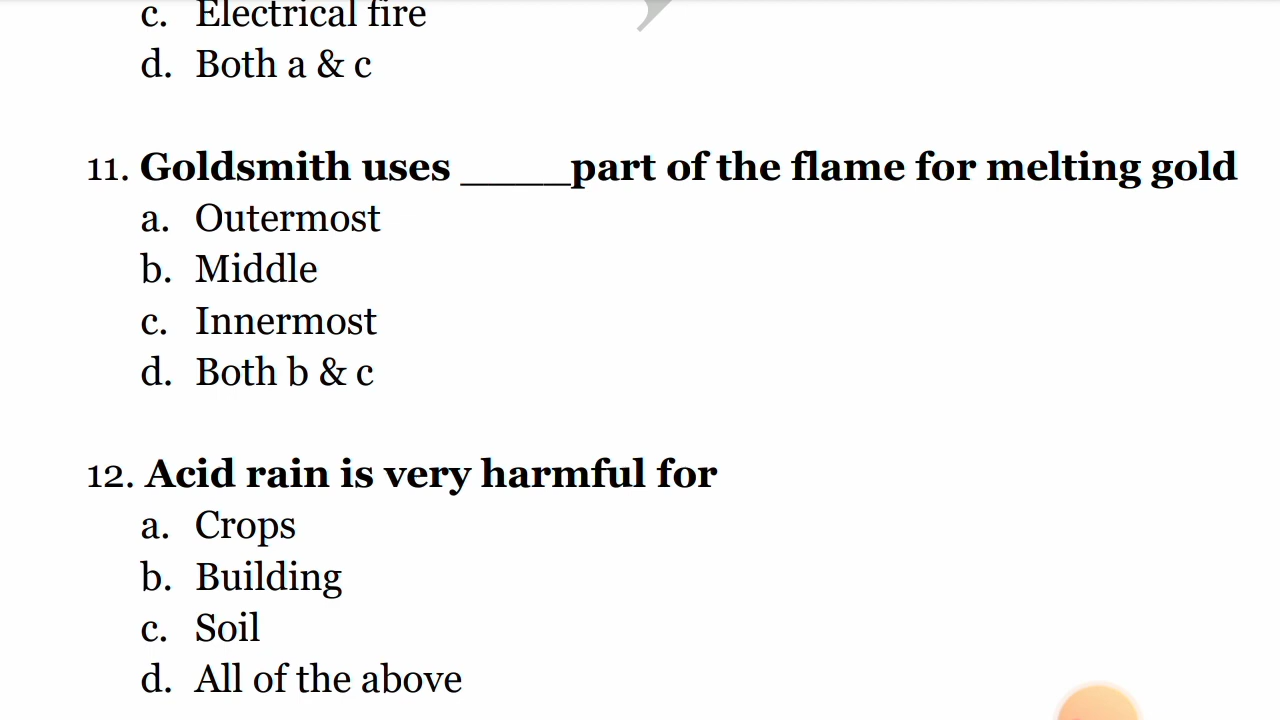 c. Electrical fire
d. Both a & c
11. Goldsmith uses _____part of the flame for melting gold
a. Outermost
b. Middle
c. Innermost
d. Both b & c
12. Acid rain is very harmful for
a. Crops
b. Building
c. Soil
d. All of the above